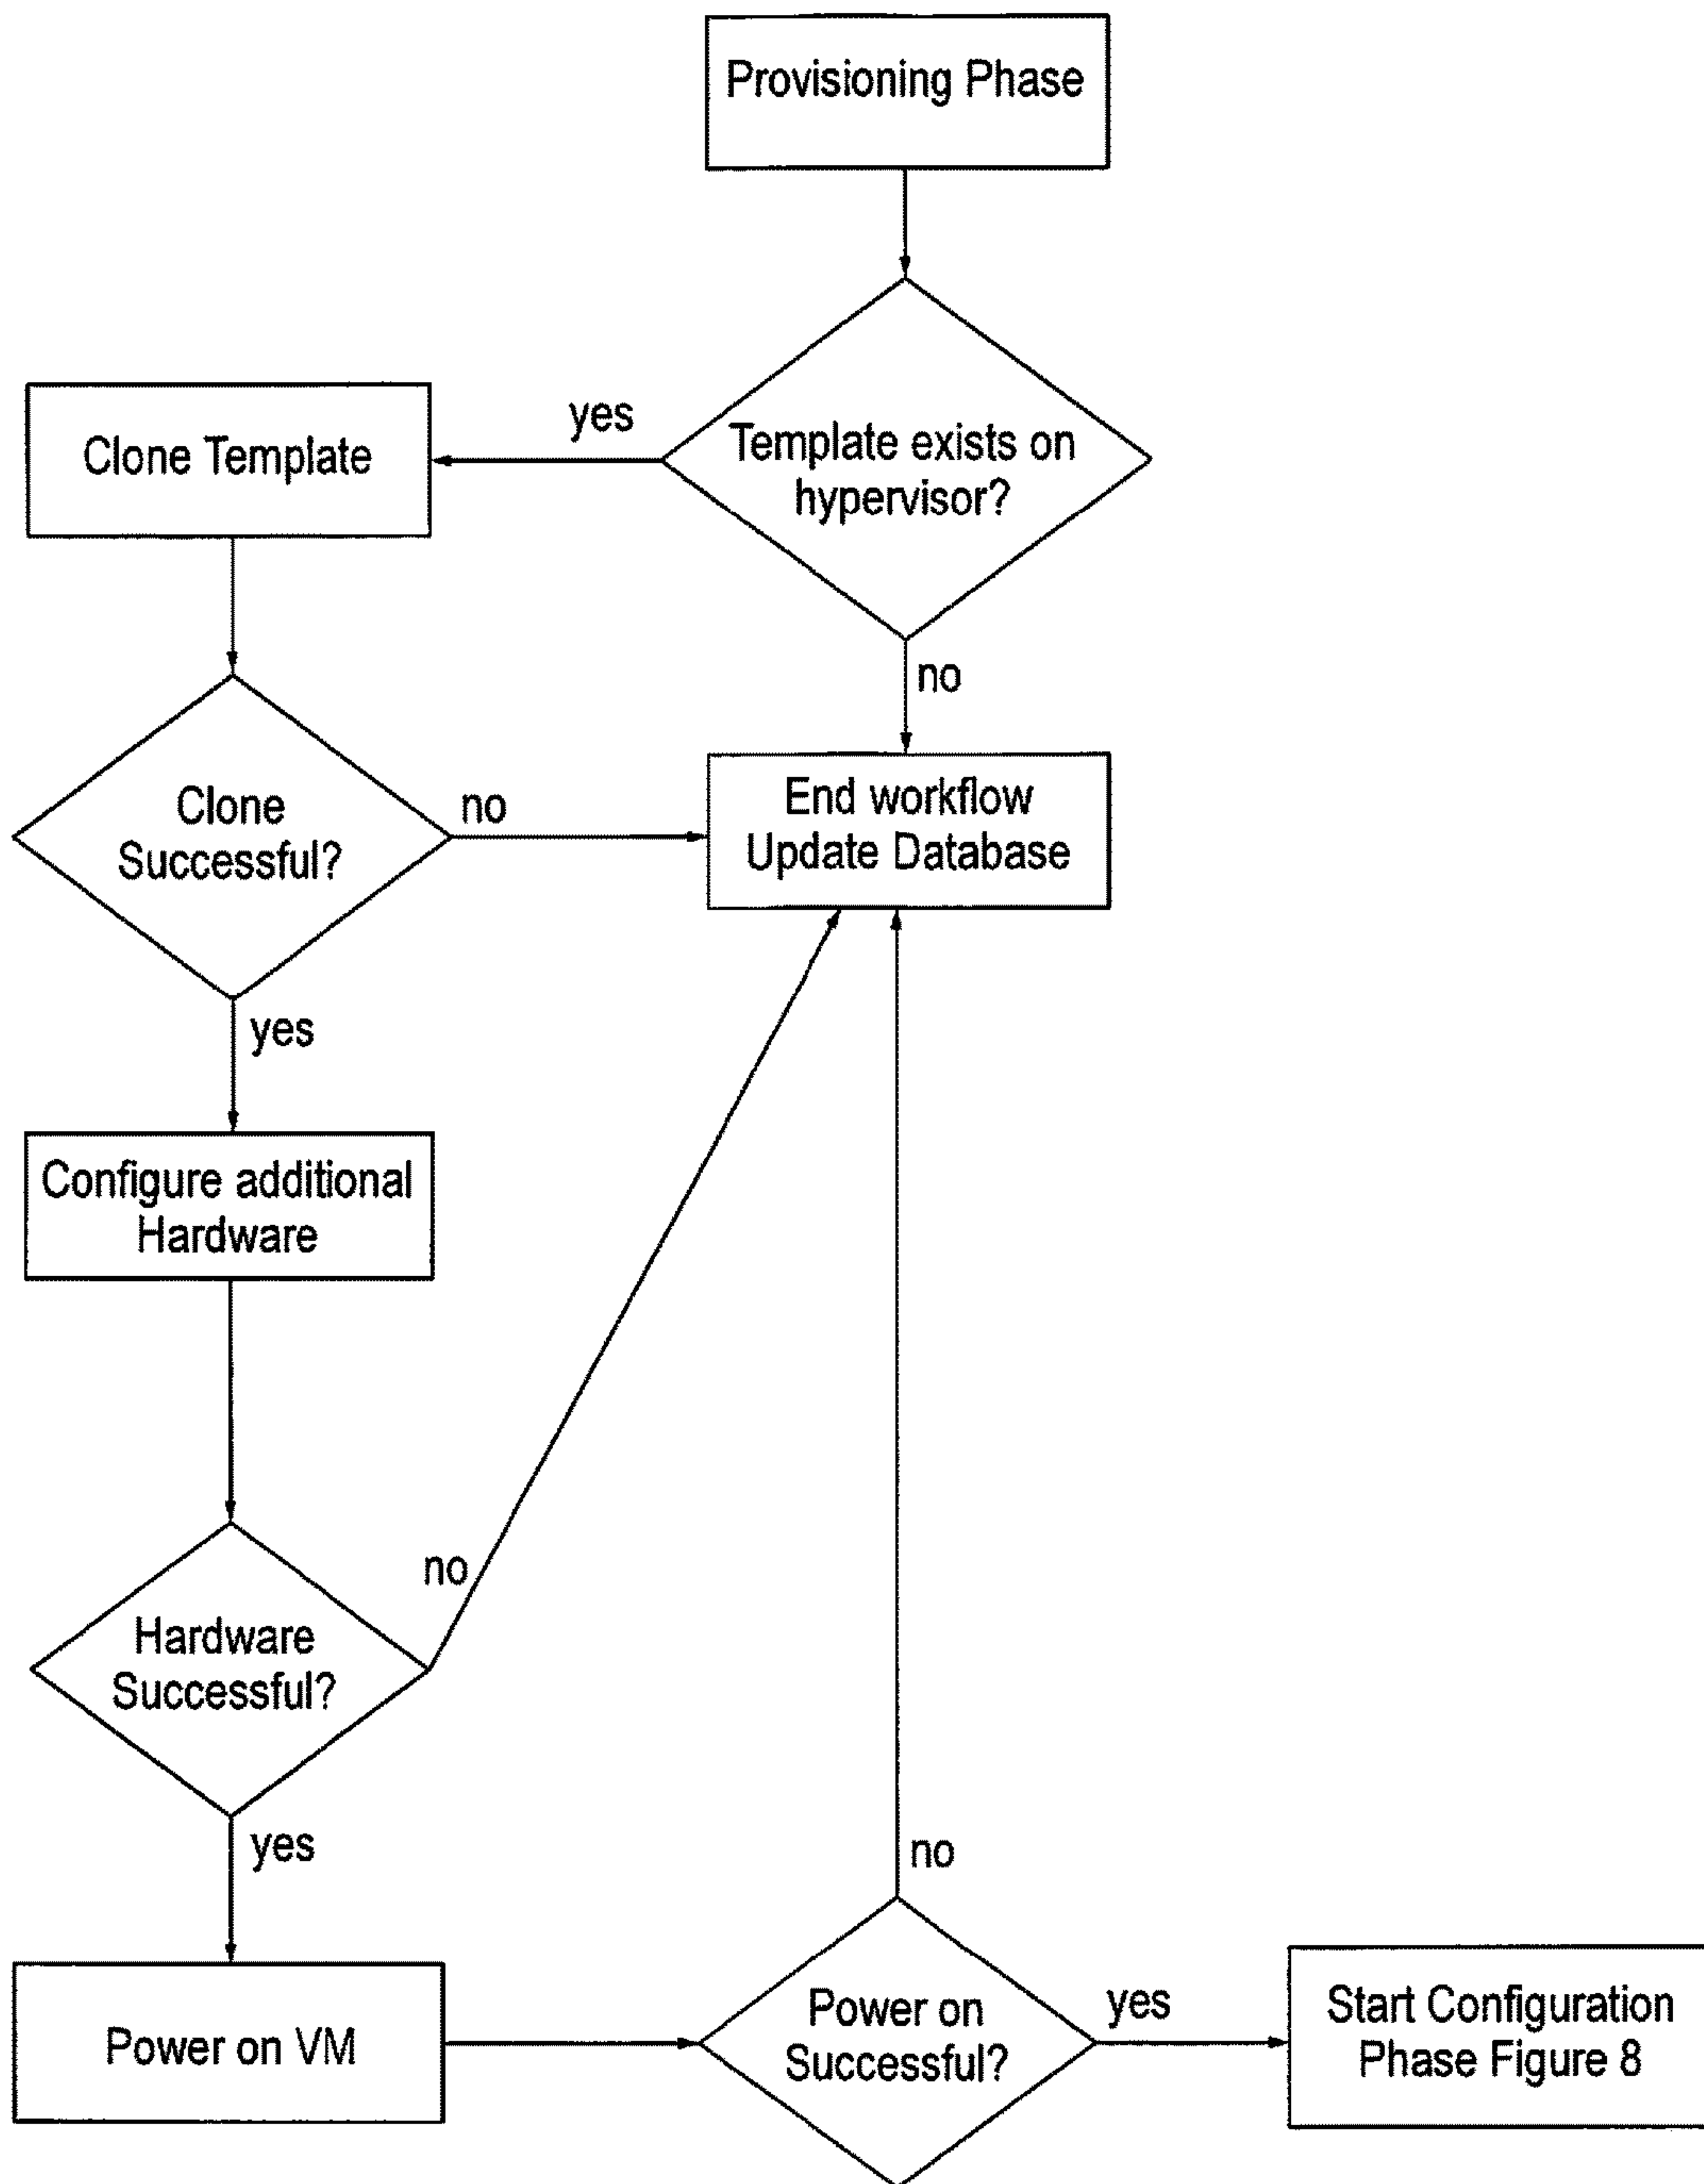 Provisioning Phase
yes
Clone Template
Template exists on
hypervisor?
no
Clone
Successful?
no
End workflow
Update Database
yes
Configure additional
Hardware
no
Hardware
Successful?
yes
no
Power on VM
Power on
Successful?
yes
Start Configuration
Phase Figure 8